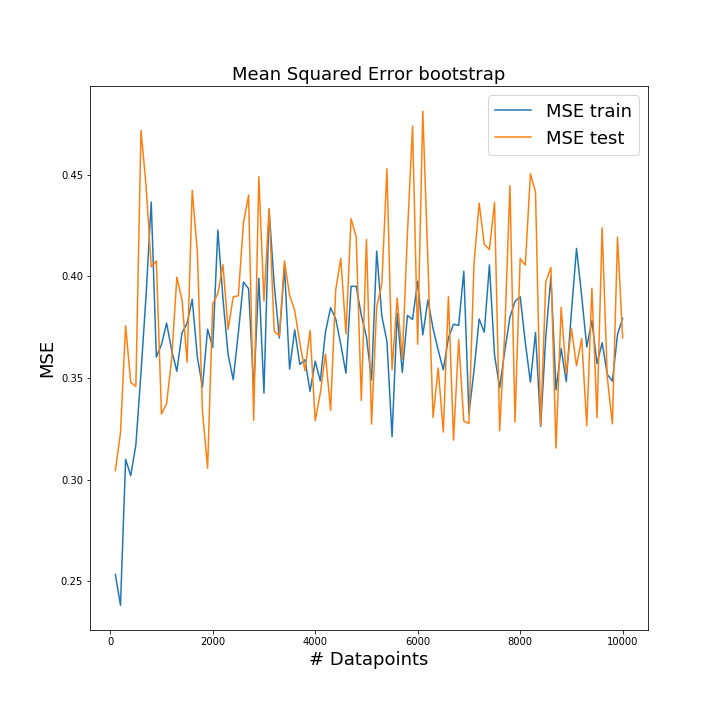 Mean Squared Error bootstrap
MSE train
MSE test
0.45
0.40
0.35
0.30
0.25
MSE
0 2000 4000 6000 8000 10000
# Datapoints